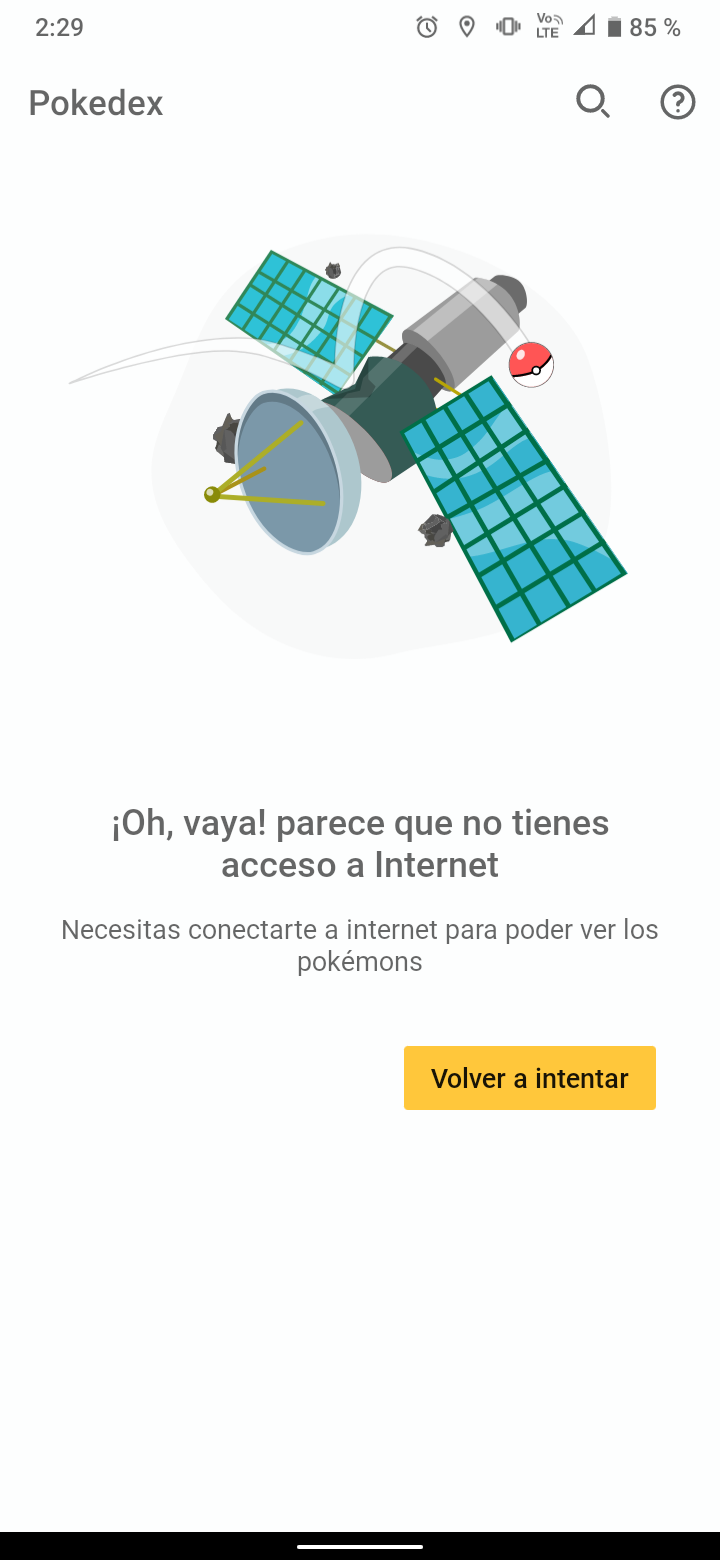 2:29
Vo
LTE
85 %
Pokedex
¡Oh, vaya! parece que no tienes
acceso a Internet
Necesitas conectarte a internet para poder ver los
pokémons
Volver a intentar